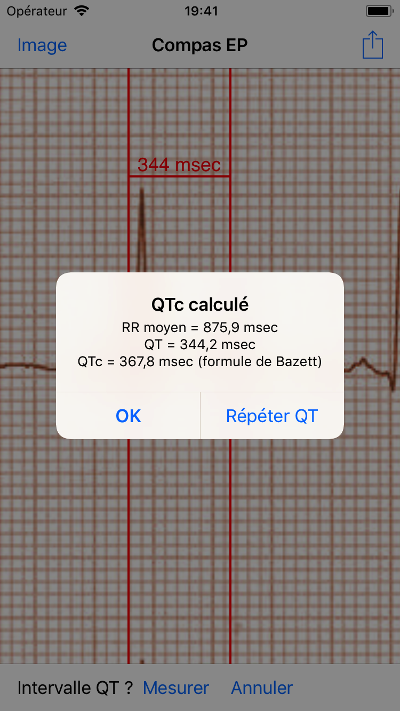 Opérateur 19:41
Image Compas EP
344 msec
QTc calculé
RR moyen = 875,9 msec
QT = 344,2 msec
QTc = 367,8 msec (formule de Bazett)
OK Répéter QT
Intervalle QT ? Mesurer Annuler